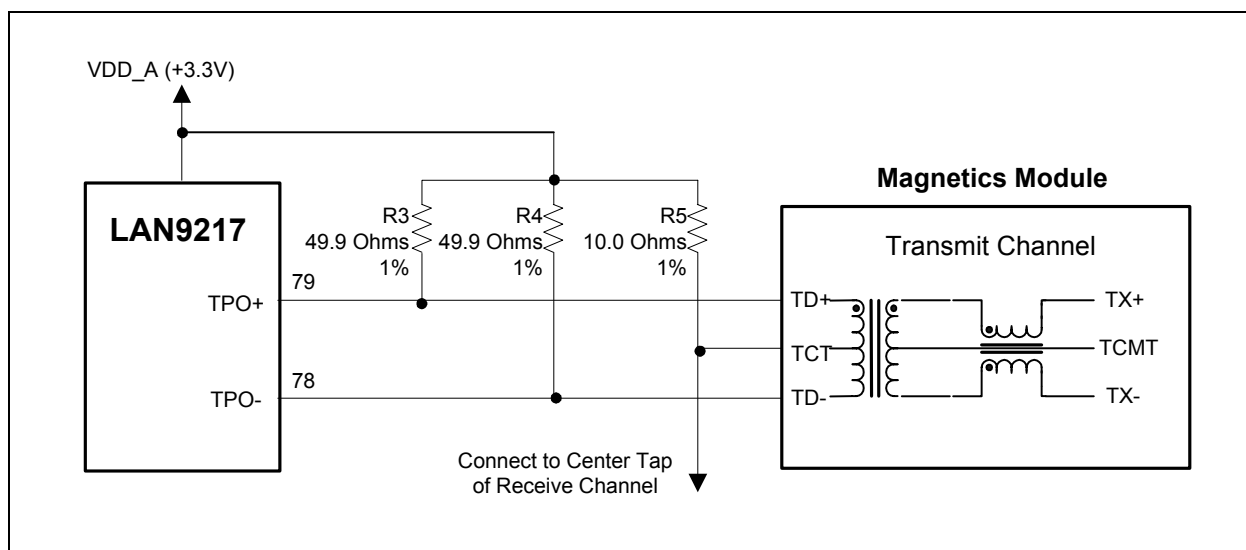 VDD_A (+3.3V)
LAN9217
TPO+
79
TPO-
78
R3
49.9 Ohms
1%
R4
49.9 Ohms
1%
R5
10.0 Ohms
1%
Connect to Center Tap
of Receive Channel
Magnetics Module
Transmit Channel
TD+
TCT
TD-
TX+
TCMT
TX-